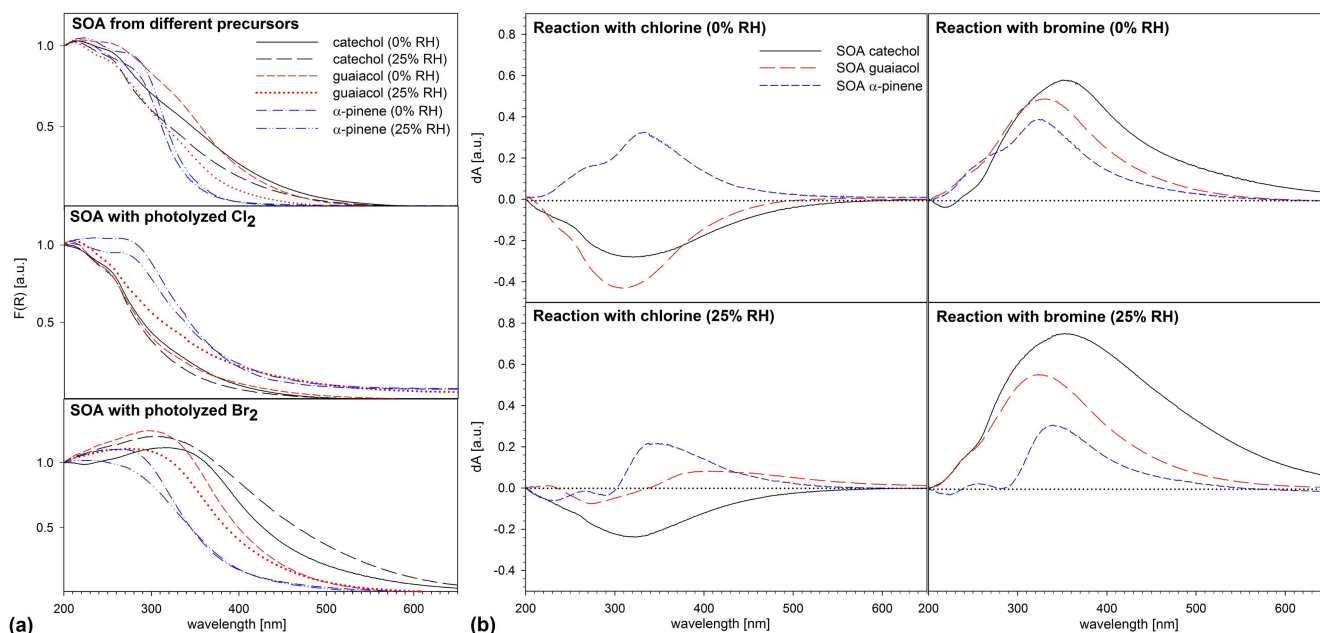 SOA from different precursors
1.0
0.5
catechol (0% RH)
catechol (25% RH)
guaiacol (0% RH)
guaiacol (25% RH)
α-pinene (0% RH)
α-pinene (25% RH)
SOA with photolyzed Cl2
1.0
0.5
F(R) [a.u.]
SOA with photolyzed Br2
1.0
0.5
200 300 400 500 600
wavelength [nm]
(a)
Reaction with chlorine (0% RH)
SOA catechol
SOA guaiacol
SOA α-pinene
0.8
0.6
0.4
0.2
0.0
-0.2
-0.4
dA [a.u.]
Reaction with bromine (0% RH)
Reaction with chlorine (25% RH)
0.8
0.6
0.4
0.2
0.0
-0.2
-0.4
dA [a.u.]
Reaction with bromine (25% RH)
200 300 400 500 600
wavelength [nm]
200 300 400 500 600
wavelength [nm]
(b)